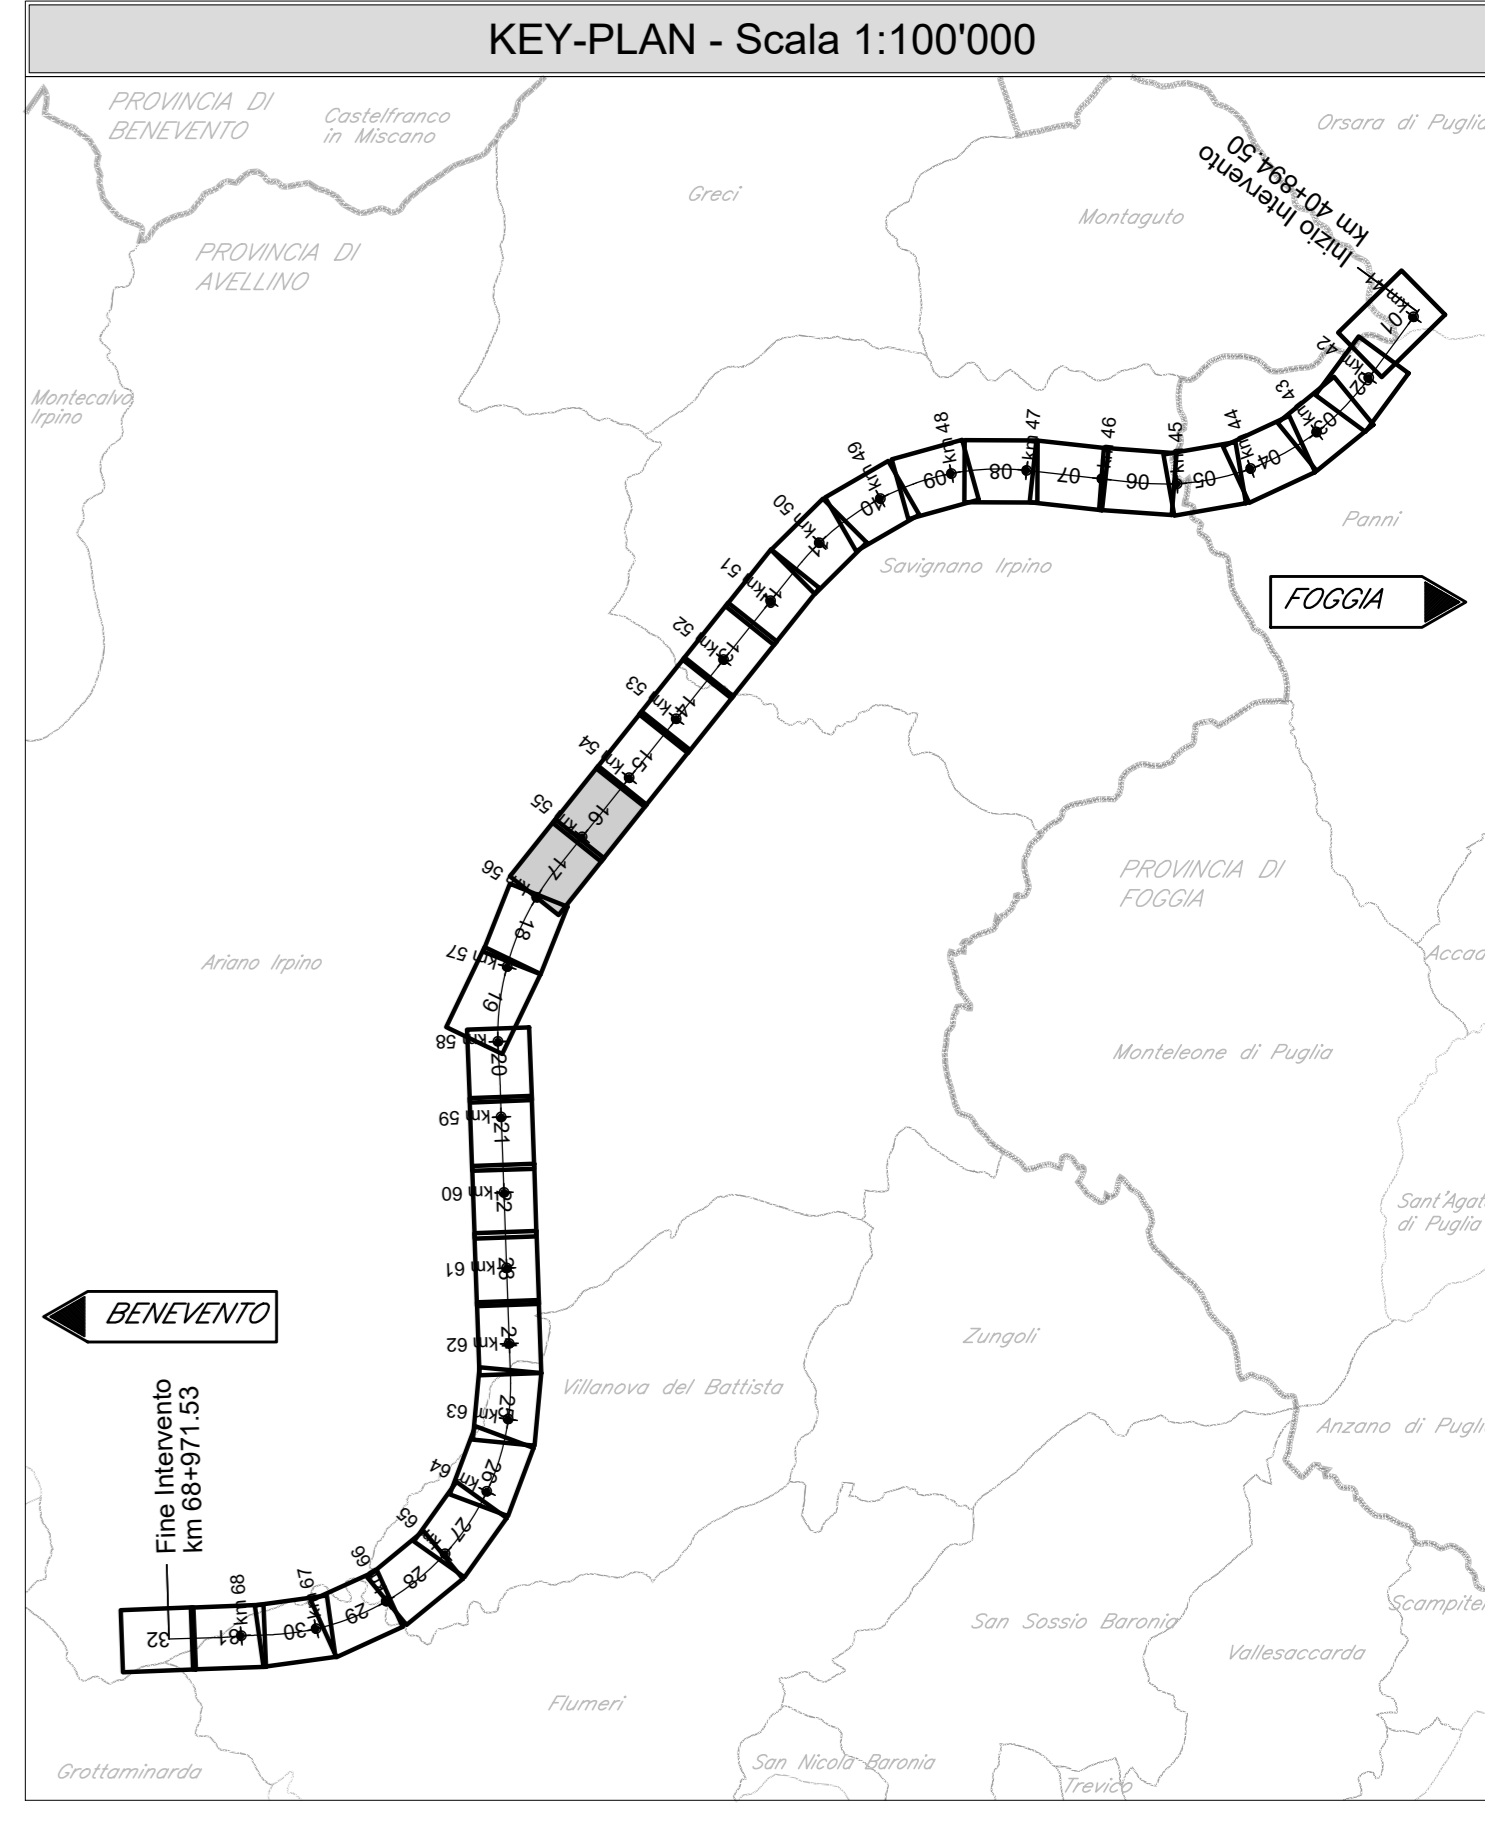 KEY-PLAN - Scala 1:100'000
PROVINCIA DI
BENEVENTO
Castelfranco
in Miscano
Orsara di Puglia
Greci
Montaguto
Inizio Intervento
km 40+894.50
PROVINCIA DI
AVELLINO
km 41
01
km 42
02
Montecalvo
Irpino
km 43
03
km 44
04
km 45
05
km 46
06
km 47
07
08
km 48
09
km 49
10
km 50
11
Panni
Savignano Irpino
FOGGIA
km 51
12
km 52
13
km 53
14
km 54
15
km 55
16
km 56
17
PROVINCIA DI
FOGGIA
18
Ariano Irpino
km 57
19
Accad
km 58
20
Monteleone di Puglia
km 59
21
km 60
22
Sant'Agat
di Puglia
km 61
23
BENEVENTO
km 62
24
Zungoli
Villanova del Battista
km 63
25
Anzano di Pugli
Fine Intervento
km 68+971.53
km 64
26
km 65
27
km 66
28
km 67
29
km 68
30
31
32
San Sossio Baronia
Scampitel
Vallesaccarda
Flumeri
Grottaminarda
San Nicola Baronia
Trevico